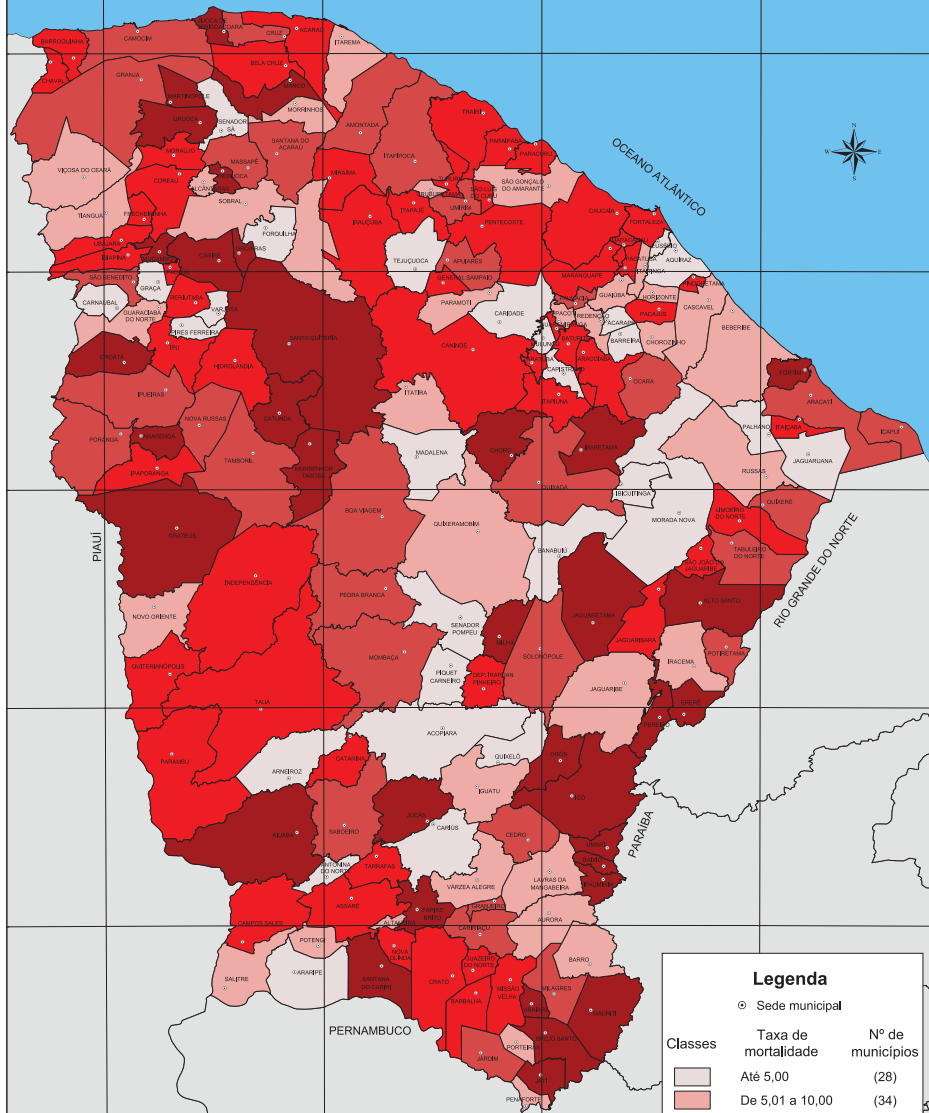 JIJOCA DE
JERICOACOARA
CRUZ
ACARAÚ
ITAREMA
BARROQUINHA
CAMOCIM
CHAVAL
BELA CRUZ
GRANJA
MARCO
MARTINÓPOLE
MORRINHOS
URUOCA
SENADOR
SÁ
AMONTADA
TRAIRI
PARAIPABA
PARACURU
SANTANA DO
ACARAÚ
ITAPIPOCA
MORAÚJO
MASSAPÊ
COREAÚ
ALCÂNTARAS
MIRAÍMA
VIÇOSA DO CEARÁ
SOBRAL
SÃO LUIS
DO CURU
SÃO GONÇALO
DO AMARANTE
UMIRIM
ITAPAJÉ
IRAUÇUBA
PENTECOSTE
CAUCAIA
FORTALEZA
OCEANO ATLÂNTICO
N
W
E
S
TIANGUÁ
FRECHEIRINHA
FORQUILHA
UBAJARA
IBIAPINA
CARIRÉ
GROAÍRAS
TEJUÇUOCA
APUIARÉS
GENERAL SAMPAIO
MARANGUAPE
PACATUBA
ITAITINGA
EUSÉBIO
AQUIRAZ
SÃO BENEDITO
GRAÇA
CARNAUBAL
GUARACIABA
DO NORTE
RERIUTABA
VARJOTA
PIRES FERREIRA
IPU
PARAMOTI
CARIDADE
GUAIÚBA
HORIZONTE
PINDORETAMA
CASCAVEL
PACAJUS
REDENÇÃO
ACARAPE
BARREIRA
CHOROZINHO
BEBERIBE
CROATÁ
HIDROLÂNDIA
SANTA QUITÉRIA
CANINDÉ
BATURITÉ
ARACOIABA
CAPISTRANO
ITAPIÚNA
OCARA
FORTIM
ARACATI
IPUEIRAS
NOVA RUSSAS
CATUNDA
ITATIRA
ITAIÇABA
ICAPUÍ
PORANGA
ARARENDÁ
IPAPORANGA
TAMBORIL
MONSENHOR
TABOSA
MADALENA
CHORÓ
IBARETAMA
PALHANO
JAGUARUANA
RUSSAS
QUIXADÁ
IBICUITINGA
QUIXERÉ
LIMOEIRO
DO NORTE
PIAUÍ
CRATEÚS
BOA VIAGEM
QUIXERAMOBIM
MORADA NOVA
BANABUIÚ
TABULEIRO
DO NORTE
SÃO JOÃO DO
JAGUARIBE
RIO GRANDE DO NORTE
INDEPENDÊNCIA
PEDRA BRANCA
NOVO ORIENTE
SENADOR
POMPEU
MILHÃ
JAGUARETAMA
ALTO SANTO
JAGUARIBARA
POTIRETAMA
IRACEMA
QUITERIANÓPOLIS
MOMBAÇA
PIQUET
CARNEIRO
DEP. IRAPUAN
PINHEIRO
SOLONÓPOLE
JAGUARIBE
ERERÊ
PEREIRO
TAUÁ
PARAMBU
ACOPIARA
QUIXELÔ
ORÓS
ICÓ
ARNEIROZ
CATARINA
IGUATU
AIUABA
SABOEIRO
JUCÁS
CARIÚS
CEDRO
UMARI
BAIXIO
IPAUMIRIM
PARAÍBA
ANTONINA
DO NORTE
TARRAFAS
VÁRZEA ALEGRE
LAVRAS DA
MANGABEIRA
CAMPOS SALES
ASSARÉ
FARIAS
BRITO
GRANJEIRO
AURORA
ALTANEIRA
CARIRIAÇU
POTENGI
SALITRE
ARARIPE
NOVA
OLINDA
SANTANA
DO CARIRI
CRATO
JUAZEIRO
DO NORTE
BARBALHA
MISSÃO
VELHA
BARRO
MILAGRES
ABAIARA
MAURITI
BREJO SANTO
PORTEIRAS
JARDIM
JATI
PENAFORTE
PERNAMBUCO
Legenda
Sede municipal
Classes
Taxa de
mortalidade
Nº de
municípios
Até 5,00
(28)
De 5,01 a 10,00
(34)